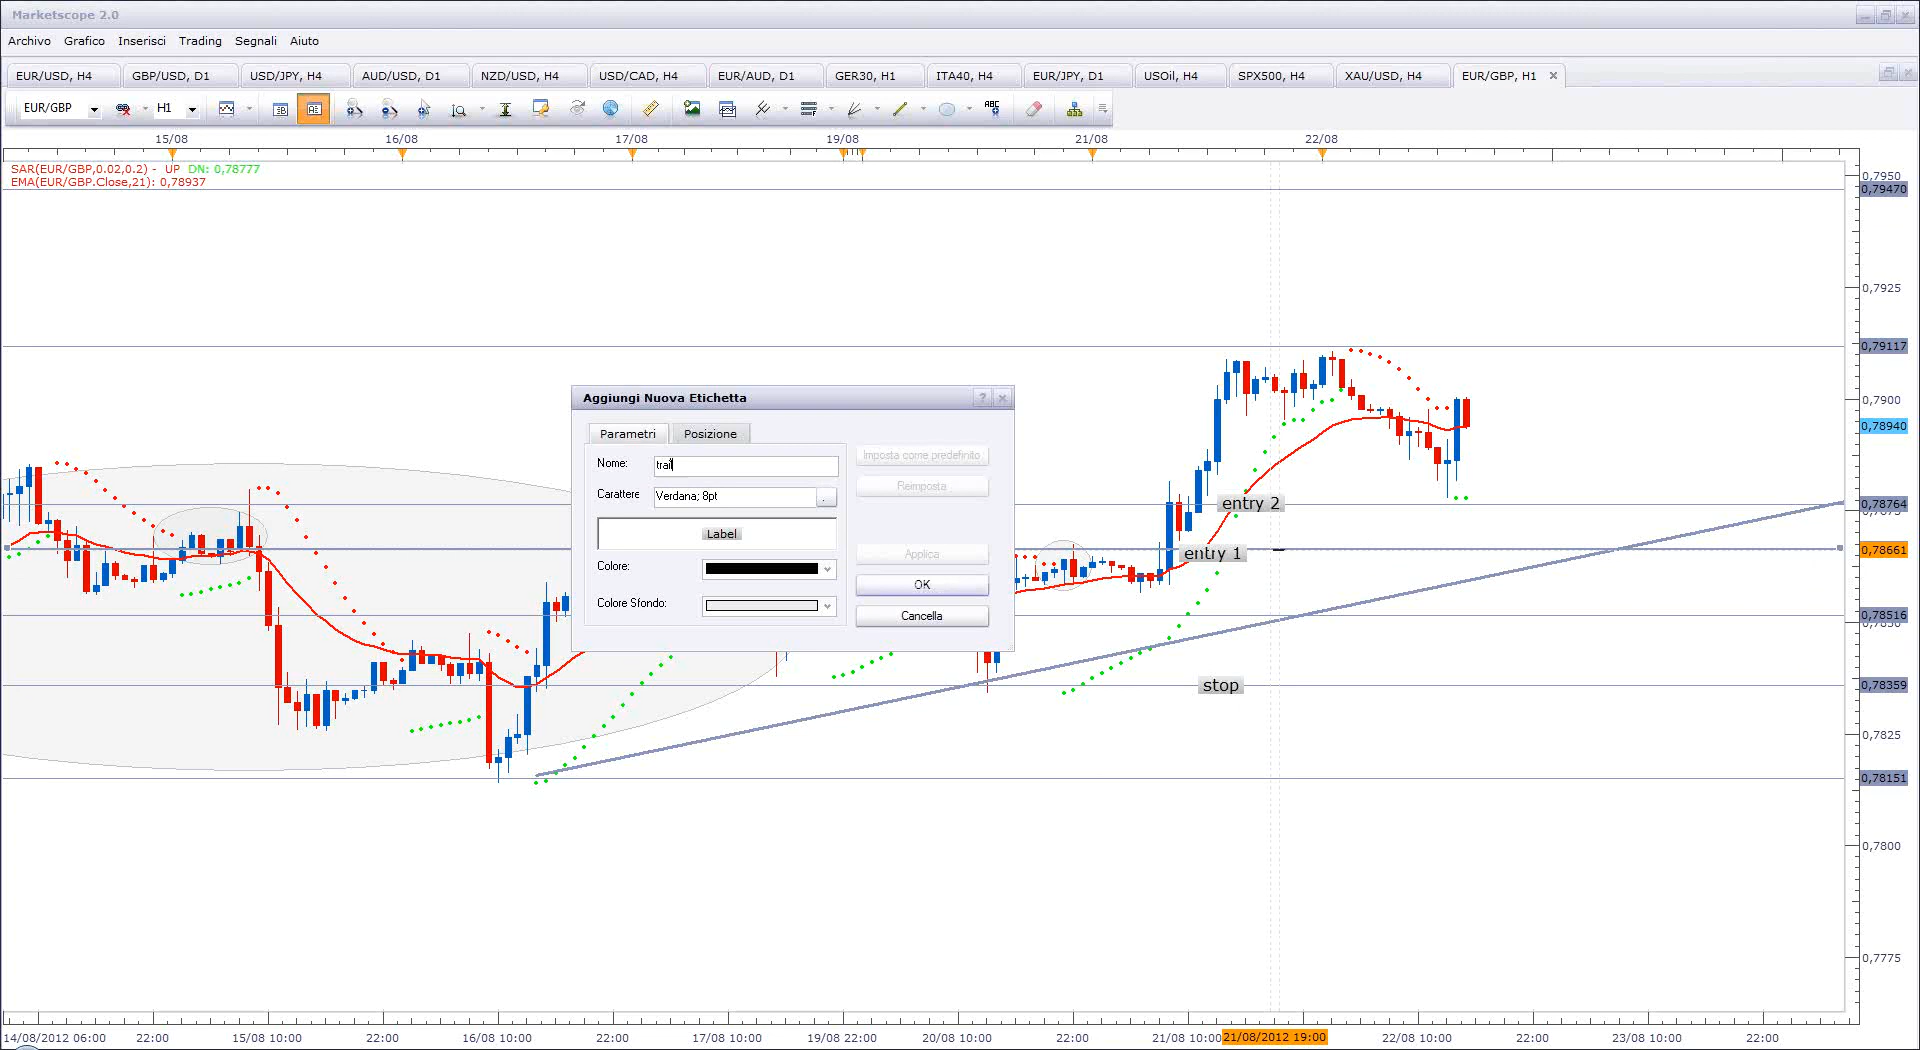 Marketscope 2.0
Archivo Grafico Inserisci Trading Segnali Aiuto
EUR/USD, H4 GBP/USD, D1 USD/JPY, H4 AUD/USD, D1 NZD/USD, H4 USD/CAD, H4 EUR/AUD, D1 GER30, H1 ITA40, H4 EUR/JPY, D1 USOil, H4 SPX500, H4 XAU/USD, H4 EUR/GBP, H1
EUR/GBP H1 ABC
15/08 16/08 17/08 19/08 21/08 22/08
SAR(EUR/GBP,0.02,0.2) - UP DN: 0,78777
EMA(EUR/GBP.Close,21): 0,78937
0,7950
0,79470
0,7925
0,79117
0,7900
0,78940
0,78764
0,78661
0,78516
0,7850
0,78359
0,7825
0,78151
0,7800
0,7775
Aggiungi Nuova Etichetta
Parametri Posizione
Nome: trail
Carattere Verdana; 8pt
Label
Colore:
Colore Sfondo:
Imposta come predefinito
Reimposta
Applica
OK
Cancella
entry 2
entry 1
stop
14/08/2012 06:00 22:00 15/08 10:00 22:00 16/08 10:00 22:00 17/08 10:00 19/08 22:00 20/08 10:00 22:00 21/08 10:00 21/08/2012 19:00 22/08 10:00 22:00 23/08 10:00 22:00